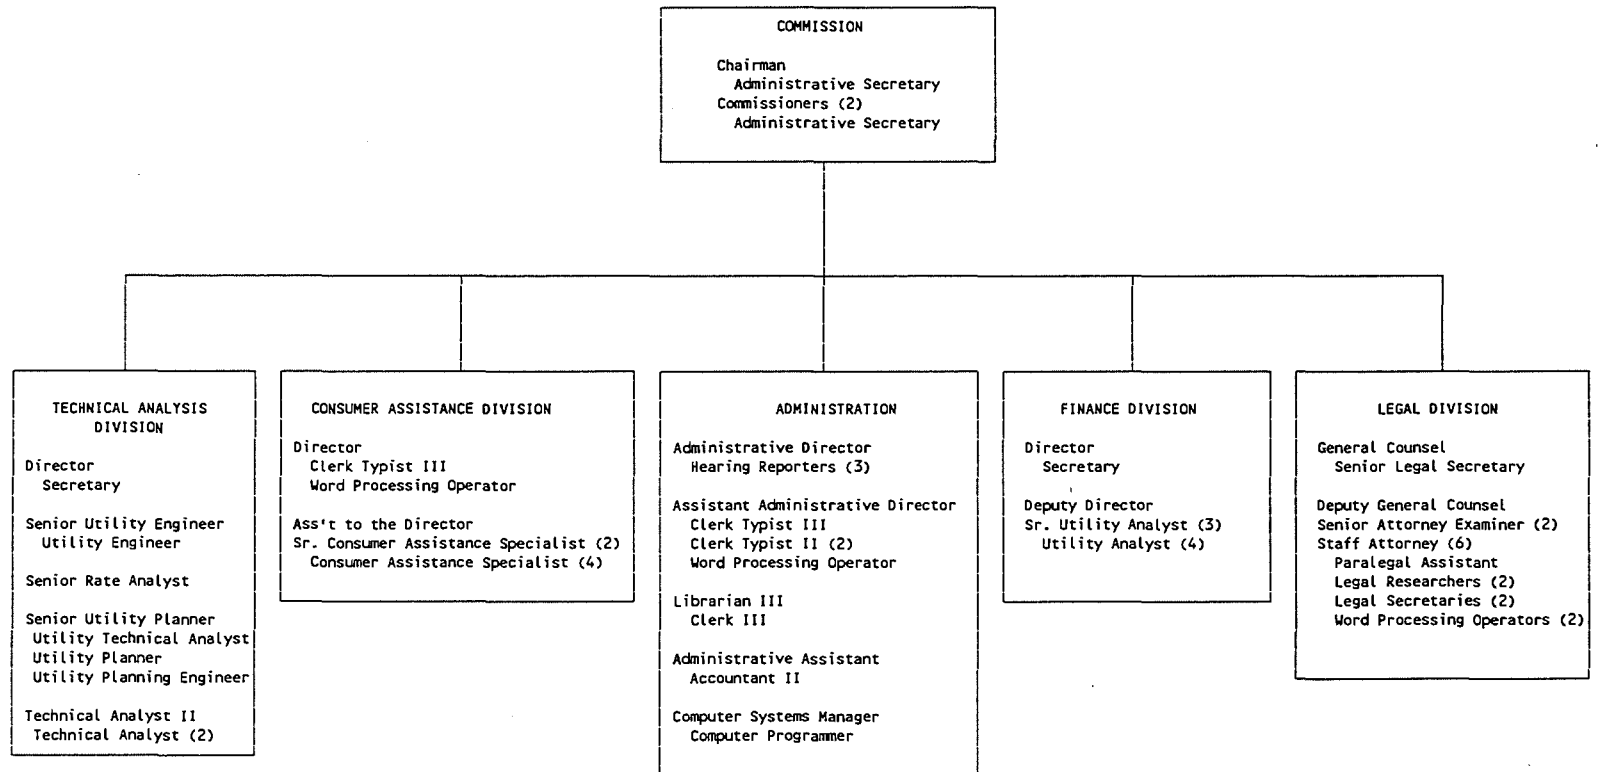 COMMISSION
Chairman
Administrative Secretary
Commissioners (2)
Administrative Secretary
TECHNICAL ANALYSIS
DIVISION
Director
Secretary
Senior Utility Engineer
Utility Engineer
Senior Rate Analyst
Senior Utility Planner
Utility Technical Analyst
Utility Planner
Utility Planning Engineer
Technical Analyst II
Technical Analyst (2)
CONSUMER ASSISTANCE DIVISION
Director
Clerk Typist III
Word Processing Operator
Ass't to the Director
Sr. Consumer Assistance Specialist (2)
Consumer Assistance Specialist (4)
ADMINISTRATION
Administrative Director
Hearing Reporters (3)
Assistant Administrative Director
Clerk Typist III
Clerk Typist II (2)
Word Processing Operator
Librarian III
Clerk III
Administrative Assistant
Accountant II
Computer Systems Manager
Computer Programmer
FINANCE DIVISION
Director
Secretary
Deputy Director
Sr. Utility Analyst (3)
Utility Analyst (4)
LEGAL DIVISION
General Counsel
Senior Legal Secretary
Deputy General Counsel
Senior Attorney Examiner (2)
Staff Attorney (6)
Paralegal Assistant
Legal Researchers (2)
Legal Secretaries (2)
Word Processing Operators (2)